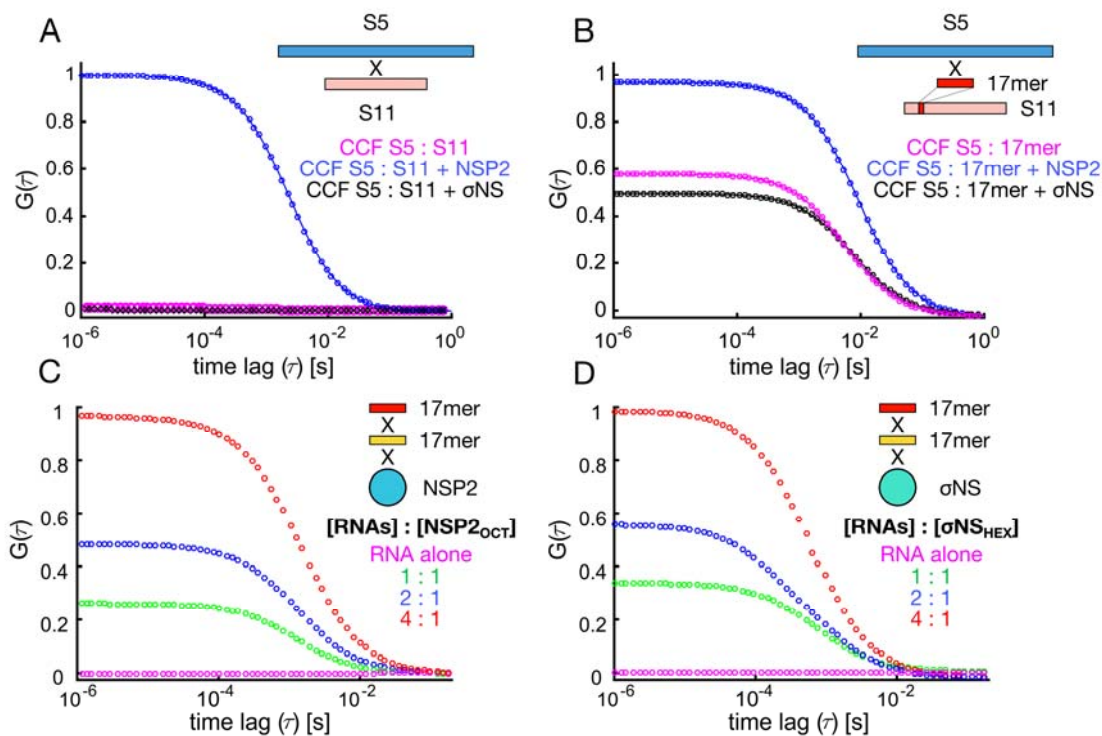 A
S5
X
S11
CCF S5 : S11
CCF S5 : S11 + NSP2
CCF S5 : S11 + σNS
1
0.8
0.6
0.4
0.2
0
G(τ)
10⁻⁶ 10⁻⁴ 10⁻² 10⁰
time lag (τ) [s]
B
S5
X
17mer
S11
CCF S5 : 17mer
CCF S5 : 17mer + NSP2
CCF S5 : 17mer + σNS
1
0.8
0.6
0.4
0.2
0
G(τ)
10⁻⁶ 10⁻⁴ 10⁻² 10⁰
time lag (τ) [s]
C
17mer
X
17mer
X
NSP2
[RNAs] : [NSP2OCT]
RNA alone
1 : 1
2 : 1
4 : 1
1
0.8
0.6
0.4
0.2
0
G(τ)
10⁻⁶ 10⁻⁴ 10⁻²
time lag (τ) [s]
D
17mer
X
17mer
X
σNS
[RNAs] : [σNSHEX]
RNA alone
1 : 1
2 : 1
4 : 1
1
0.8
0.6
0.4
0.2
0
G(τ)
10⁻⁶ 10⁻⁴ 10⁻²
time lag (τ) [s]